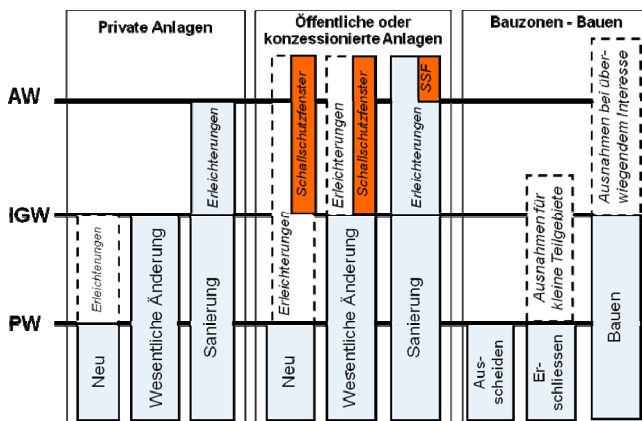 Private Anlagen
Öffentliche oder
konzessionierte Anlagen
Bauzonen - Bauen
AW
IGW
PW
Erleichterungen
Neu
Wesentliche Änderung
Erleichterungen
Sanierung
Erleichterungen
Schallschutzfenster
Neu
Erleichterungen
Schallschutzfenster
Wesentliche Änderung
SSF
Erleichterungen
Sanierung
Aus-
scheiden
Ausnahmen für
kleine Teilgebiete
Er-
schliessen
Ausnahmen bei über-
wiegendem Interesse
Bauen